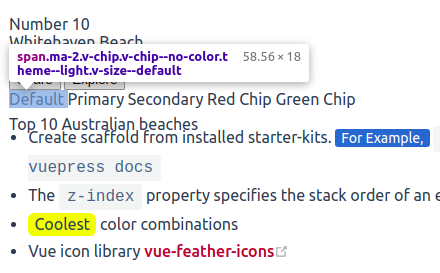 Number 10
Whitehaven Beach
span.ma-2.v-chip.v-chip--no-color.t 58.56 × 18
heme--light.v-size--default
Explore
Default Primary Secondary Red Chip Green Chip
Top 10 Australian beaches
Create scaffold from installed starter-kits. For Example,
vuepress docs
The z-index property specifies the stack order of an e
Coolest color combinations
Vue icon library vue-feather-icons